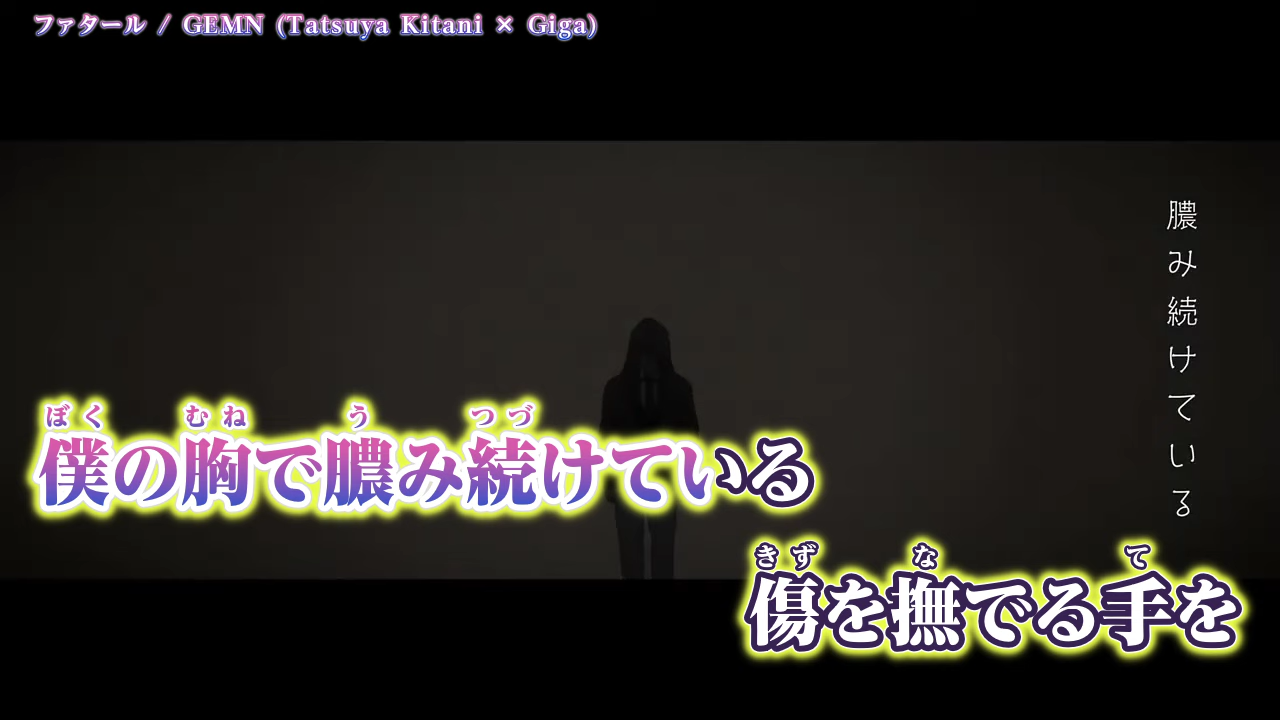 ファタール / GEMN (Tatsuya Kitani × Giga)
膿み続けている
ぼく むね う つづ
僕の胸で膿み続けている
きず な て
傷を撫でる手を